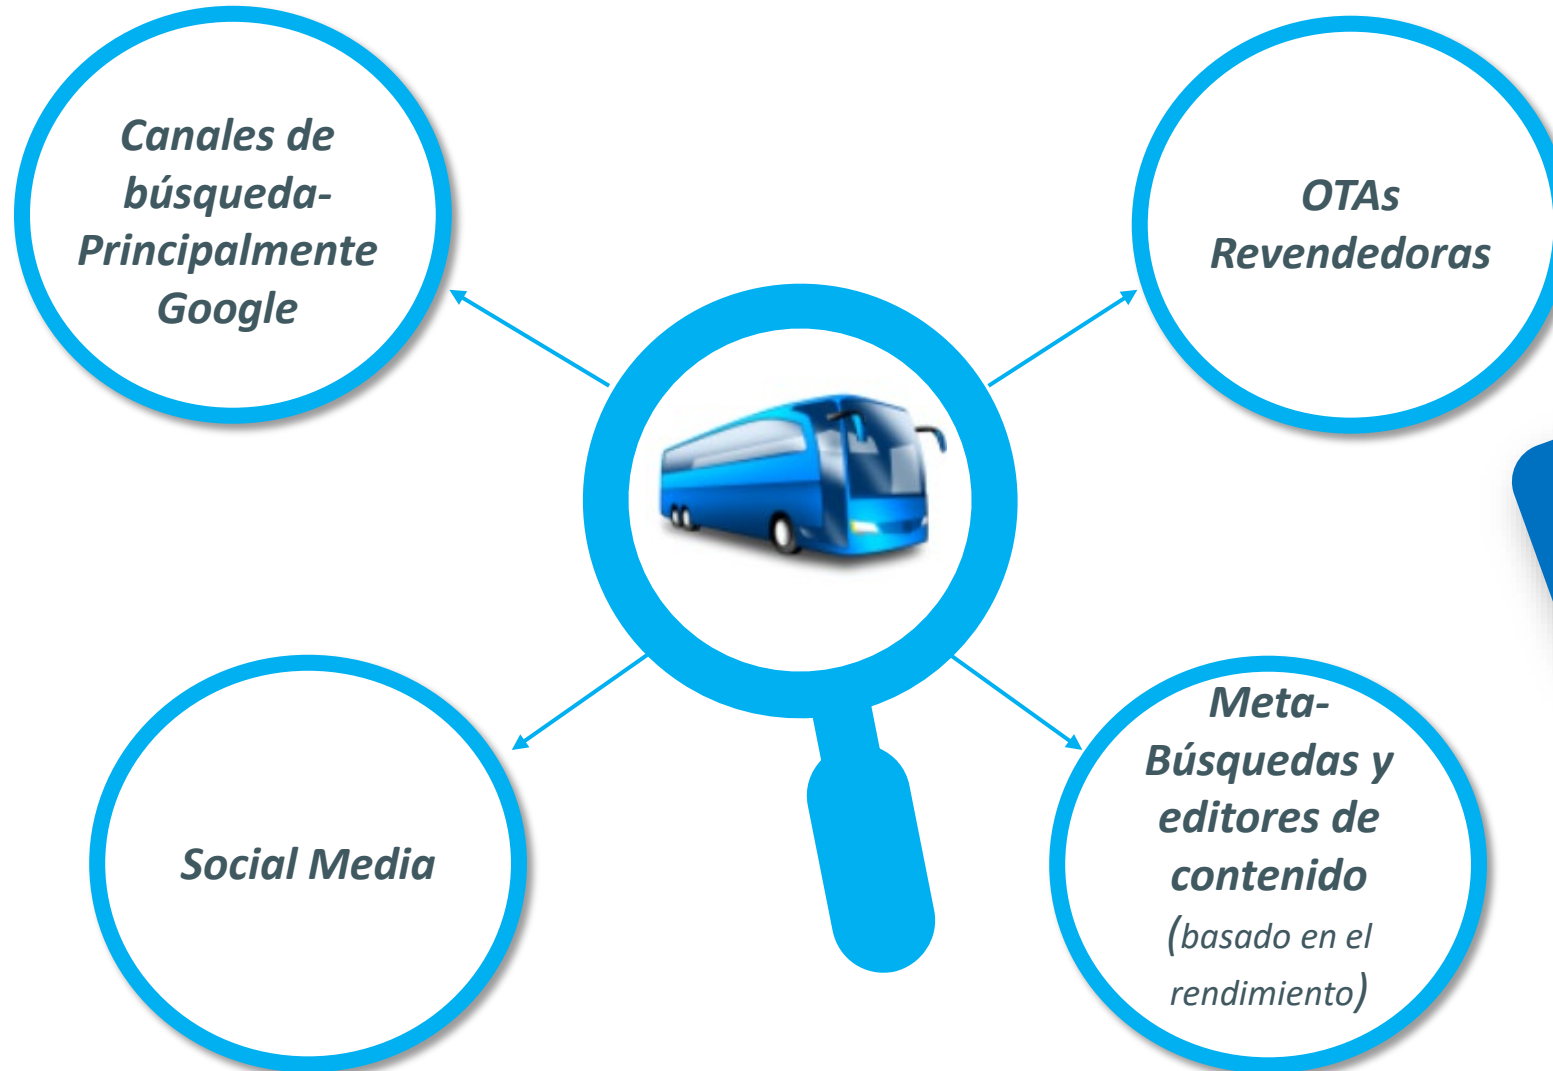 Canales de
búsqueda-
Principalmente
Google
OTAs
Revendedoras
Social Media
Meta-
Búsquedas y
editores de
contenido
(basado en el
rendimiento)